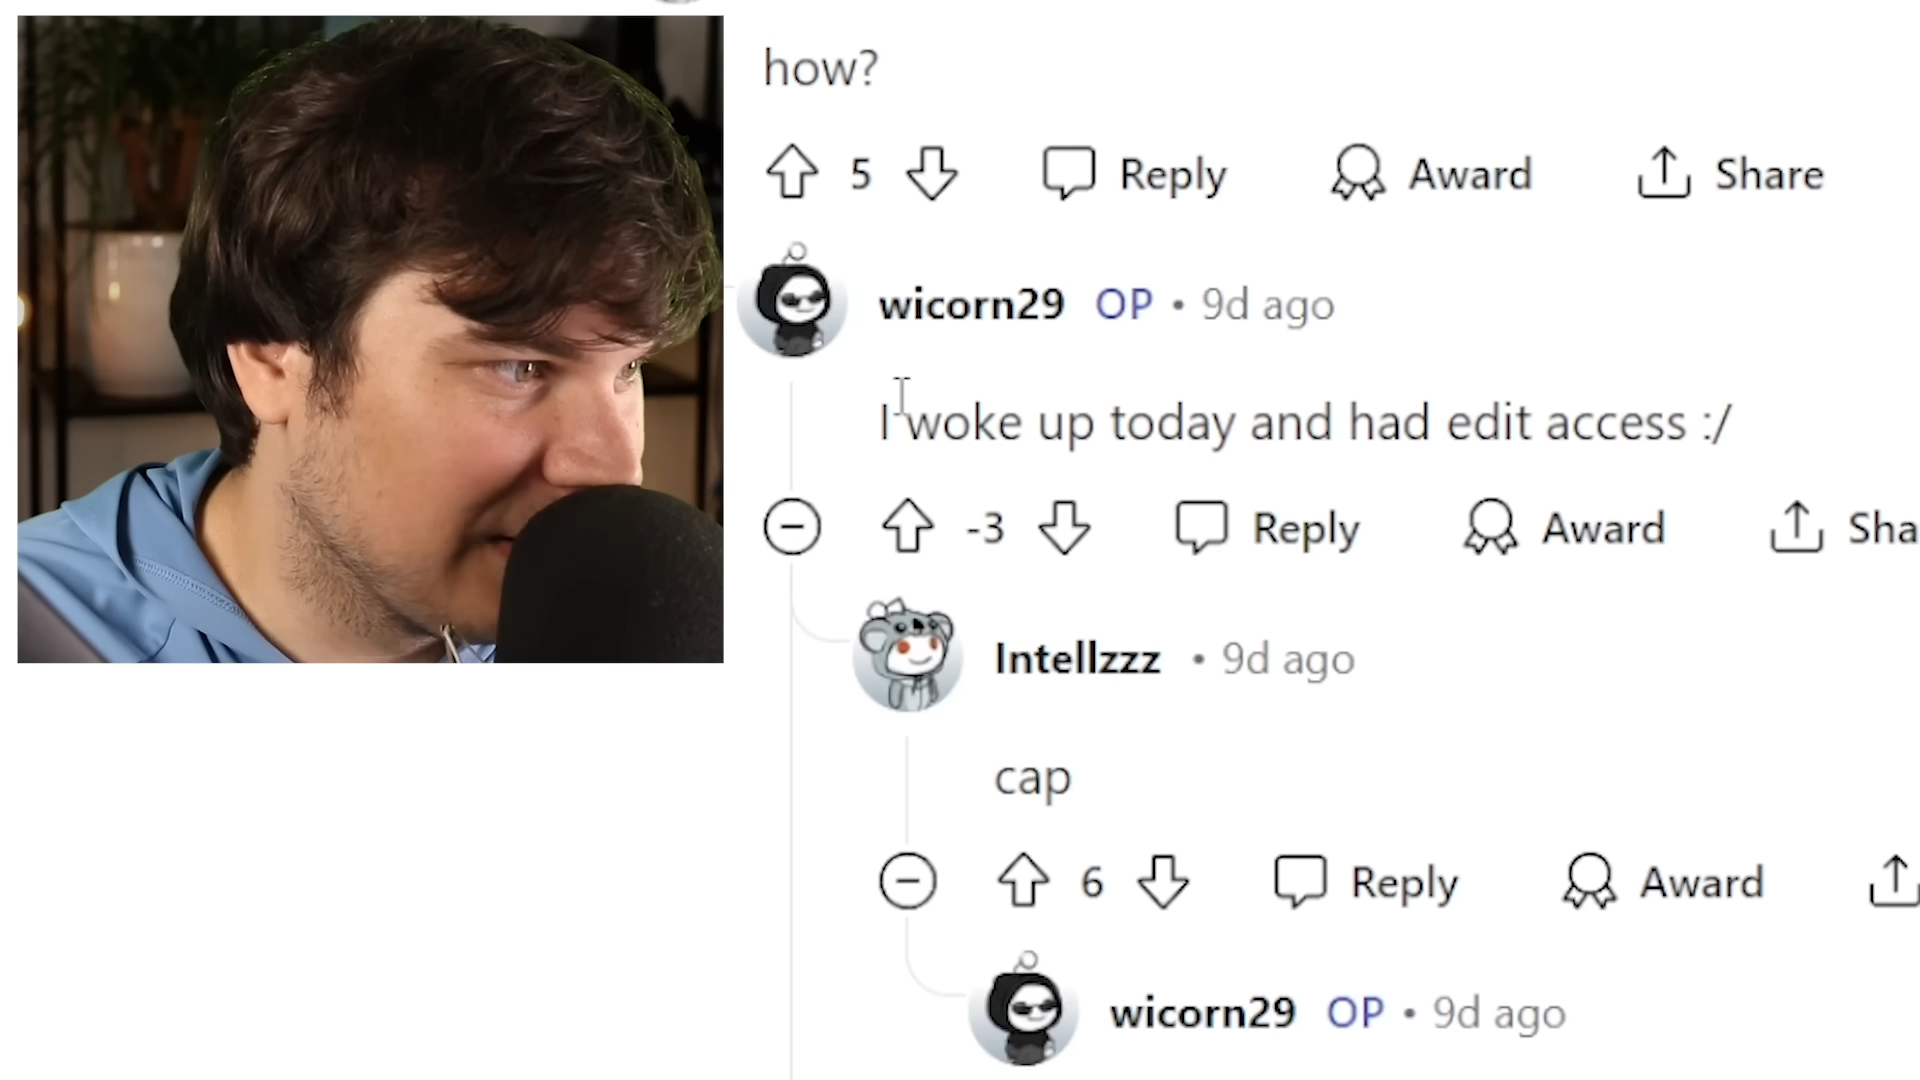 how?
5 Reply Award Share
wicorn29 OP • 9d ago
I woke up today and had edit access :/
-3 Reply Award Sha
Intellzzz • 9d ago
cap
6 Reply Award
wicorn29 OP • 9d ago